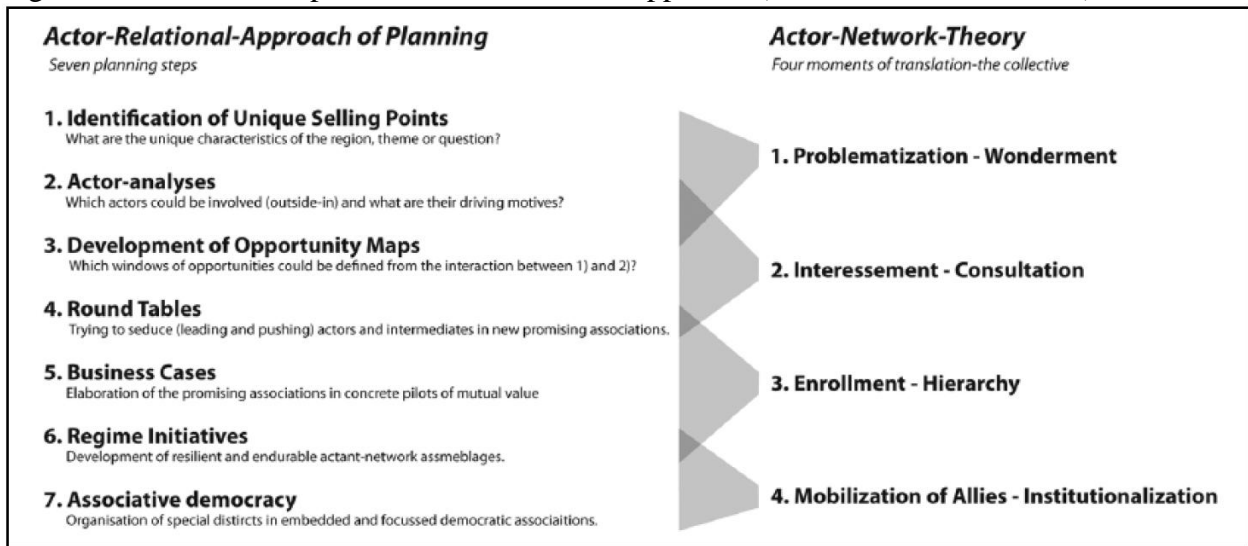 Actor-Relational-Approach of Planning
Seven planning steps
1. Identification of Unique Selling Points
What are the unique characteristics of the region, theme or question?
2. Actor-analyses
Which actors could be involved (outside-in) and what are their driving motives?
3. Development of Opportunity Maps
Which windows of opportunities could be defined from the interaction between 1) and 2)?
4. Round Tables
Trying to seduce (leading and pushing) actors and intermediates in new promising associations.
5. Business Cases
Elaboration of the promising associations in concrete pilots of mutual value
6. Regime Initiatives
Development of resilient and endurable actant-network assmeblages.
7. Associative democracy
Organisation of special distircts in embedded and focussed democratic associaitions.
Actor-Network-Theory
Four moments of translation-the collective
1. Problematization - Wonderment
2. Interessement - Consultation
3. Enrollment - Hierarchy
4. Mobilization of Allies - Institutionalization